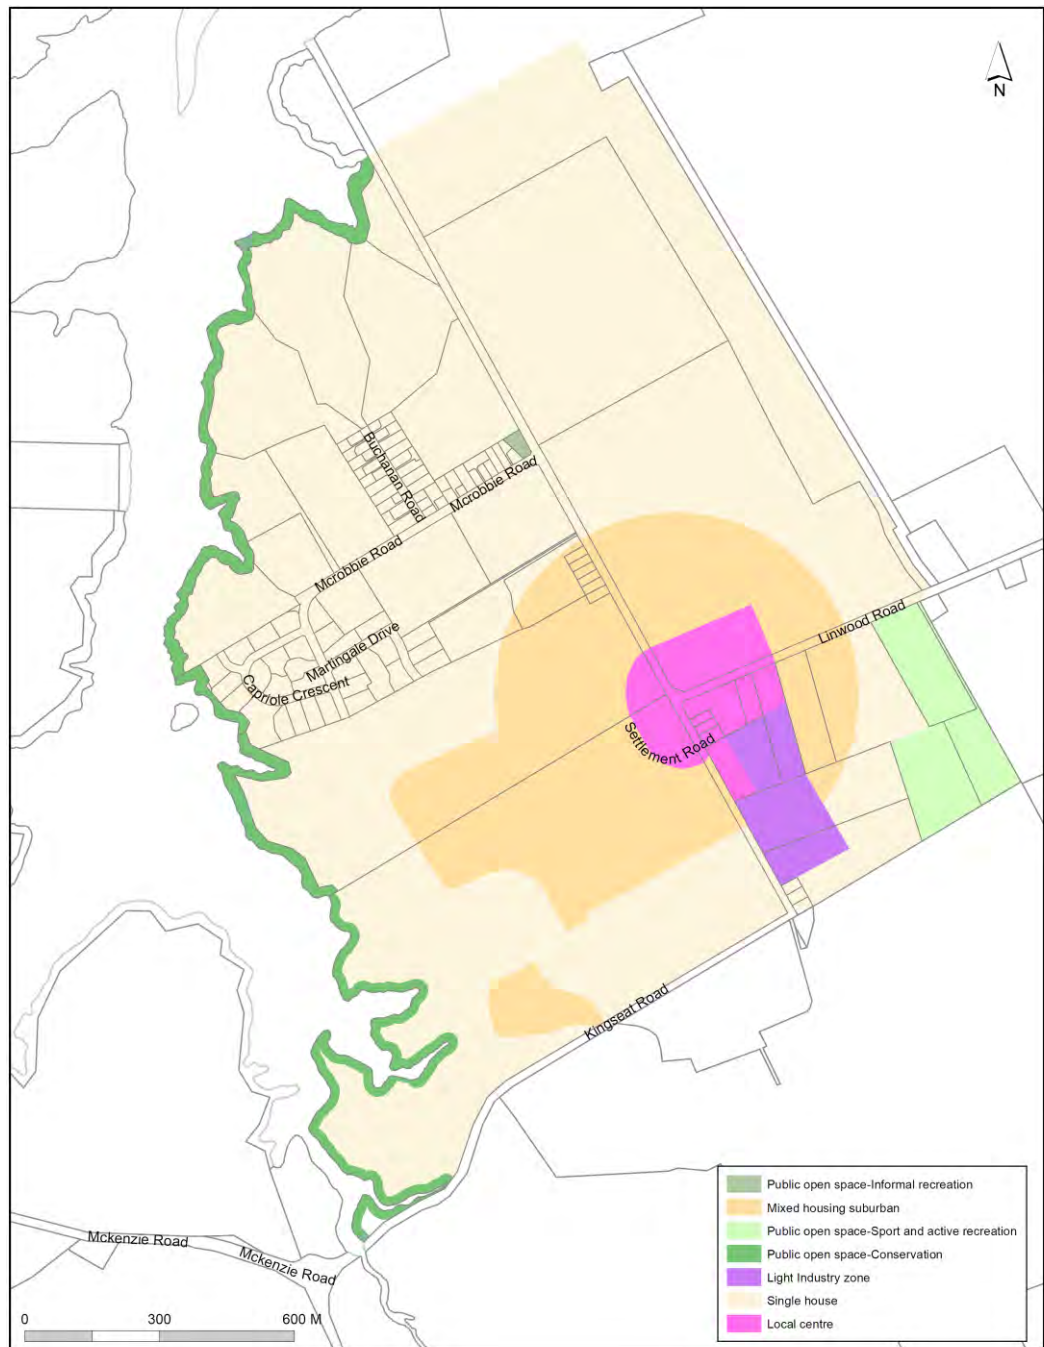 N
Buchanan Road
Mcrobbie Road
Mcrobbie Road
Linwood Road
Martingale Drive
Capriole Crescent
Settlement Road
Kingseat Road
Mckenzie Road
Mckenzie Road
Public open space-Informal recreation
Mixed housing suburban
Public open space-Sport and active recreation
Public open space-Conservation
Light Industry zone
Single house
Local centre
0 300 600 M